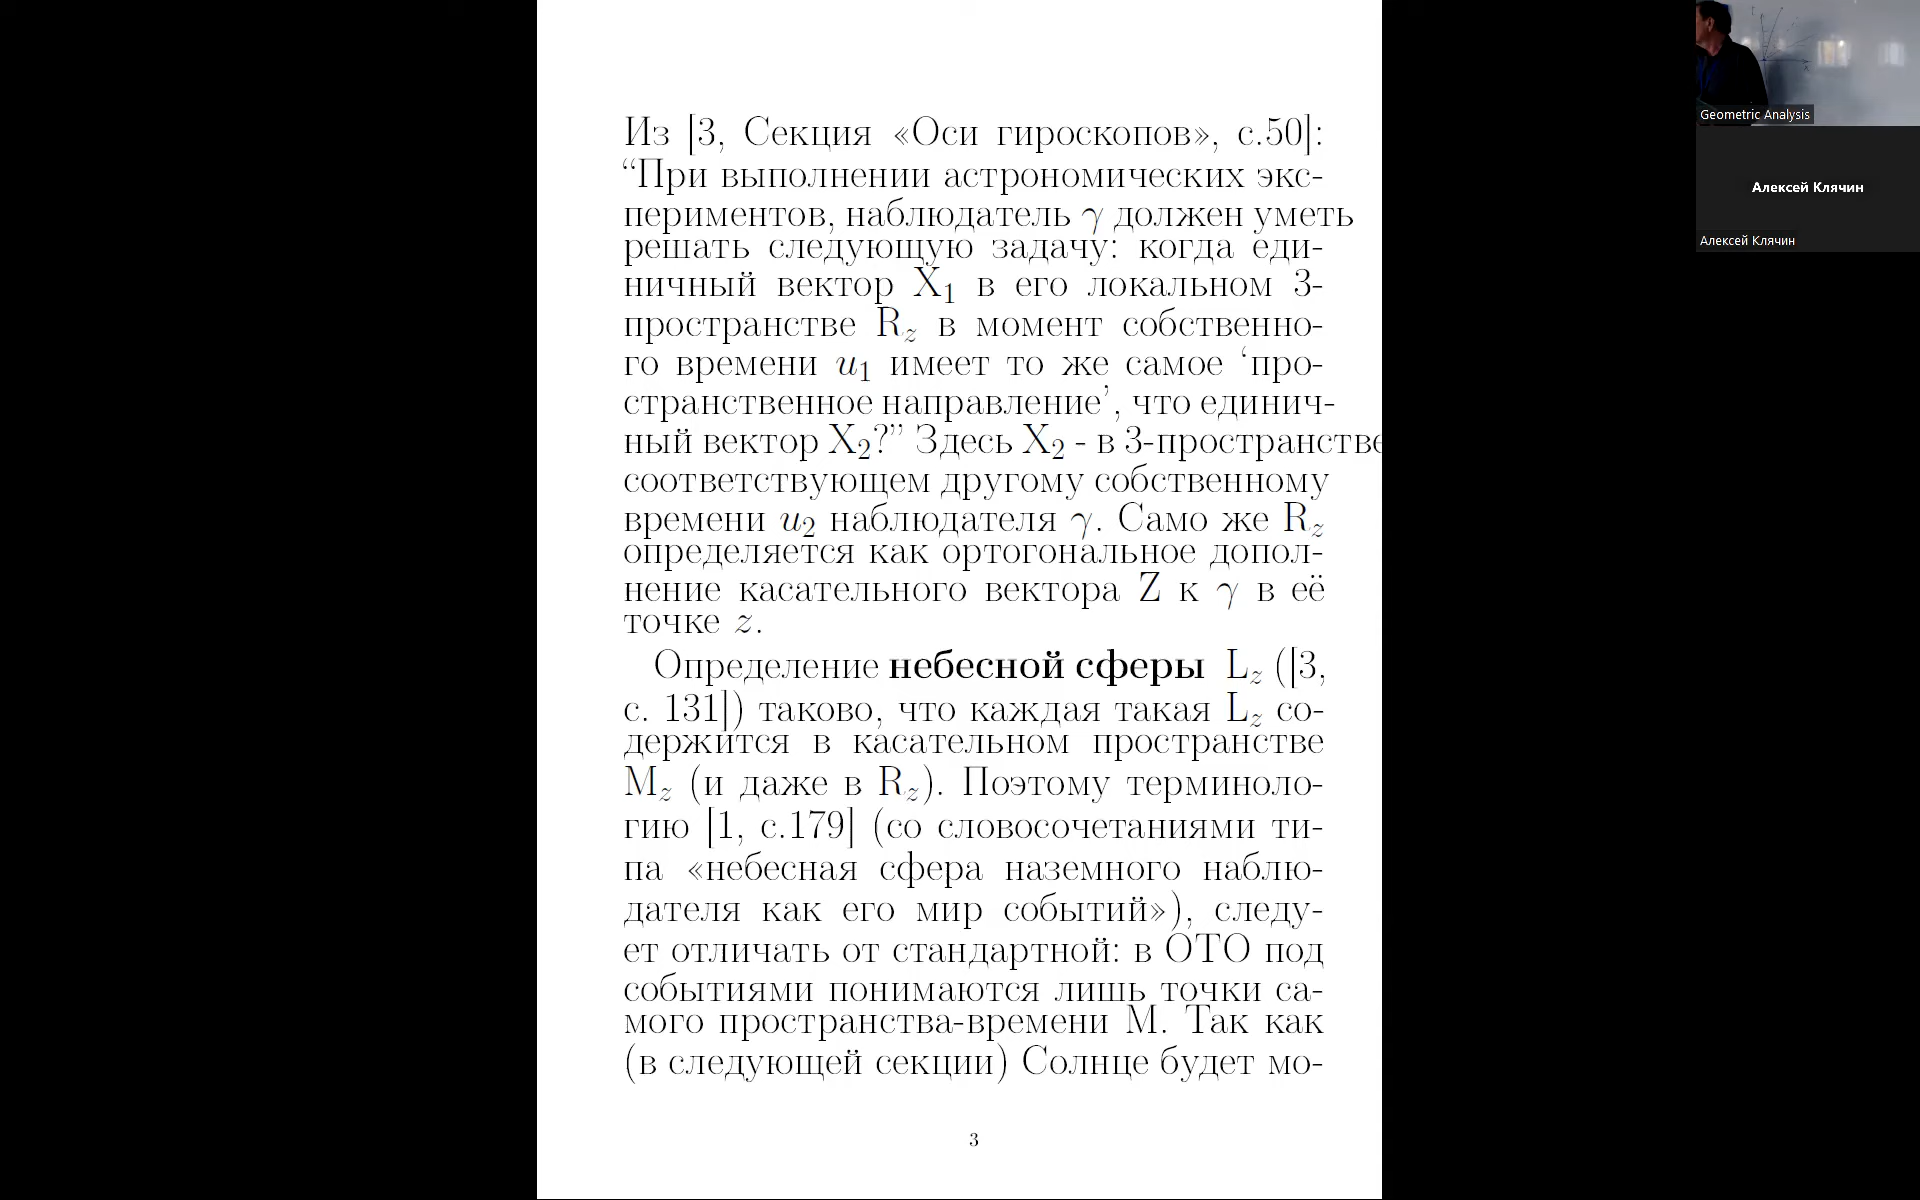 Из [3, Секция «Оси гироскопов», с.50]:
“При выполнении астрономических экс-
периментов, наблюдатель γ должен уметь
решать следующую задачу: когда еди-
ничный вектор X₁ в его локальном 3-
пространстве R_z в момент собственно-
го времени u₁ имеет то же самое ‘про-
странственное направление’, что единич-
ный вектор X₂?” Здесь X₂ - в 3-пространстве
соответствующем другому собственному
времени u₂ наблюдателя γ. Само же R_z
определяется как ортогональное допол-
нение касательного вектора Z к γ в её
точке z.
Определение небесной сферы L_z ([3,
с. 131]) таково, что каждая такая L_z со-
держится в касательном пространстве
M_z (и даже в R_z). Поэтому терминоло-
гию [1, с.179] (со словосочетаниями ти-
па «небесная сфера наземного наблю-
дателя как его мир событий»), следу-
ет отличать от стандартной: в ОТО под
событиями понимаются лишь точки са-
мого пространства-времени M. Так как
(в следующей секции) Солнце будет мо-
3
Geometric Analysis
Алексей Клячин
Алексей Клячин